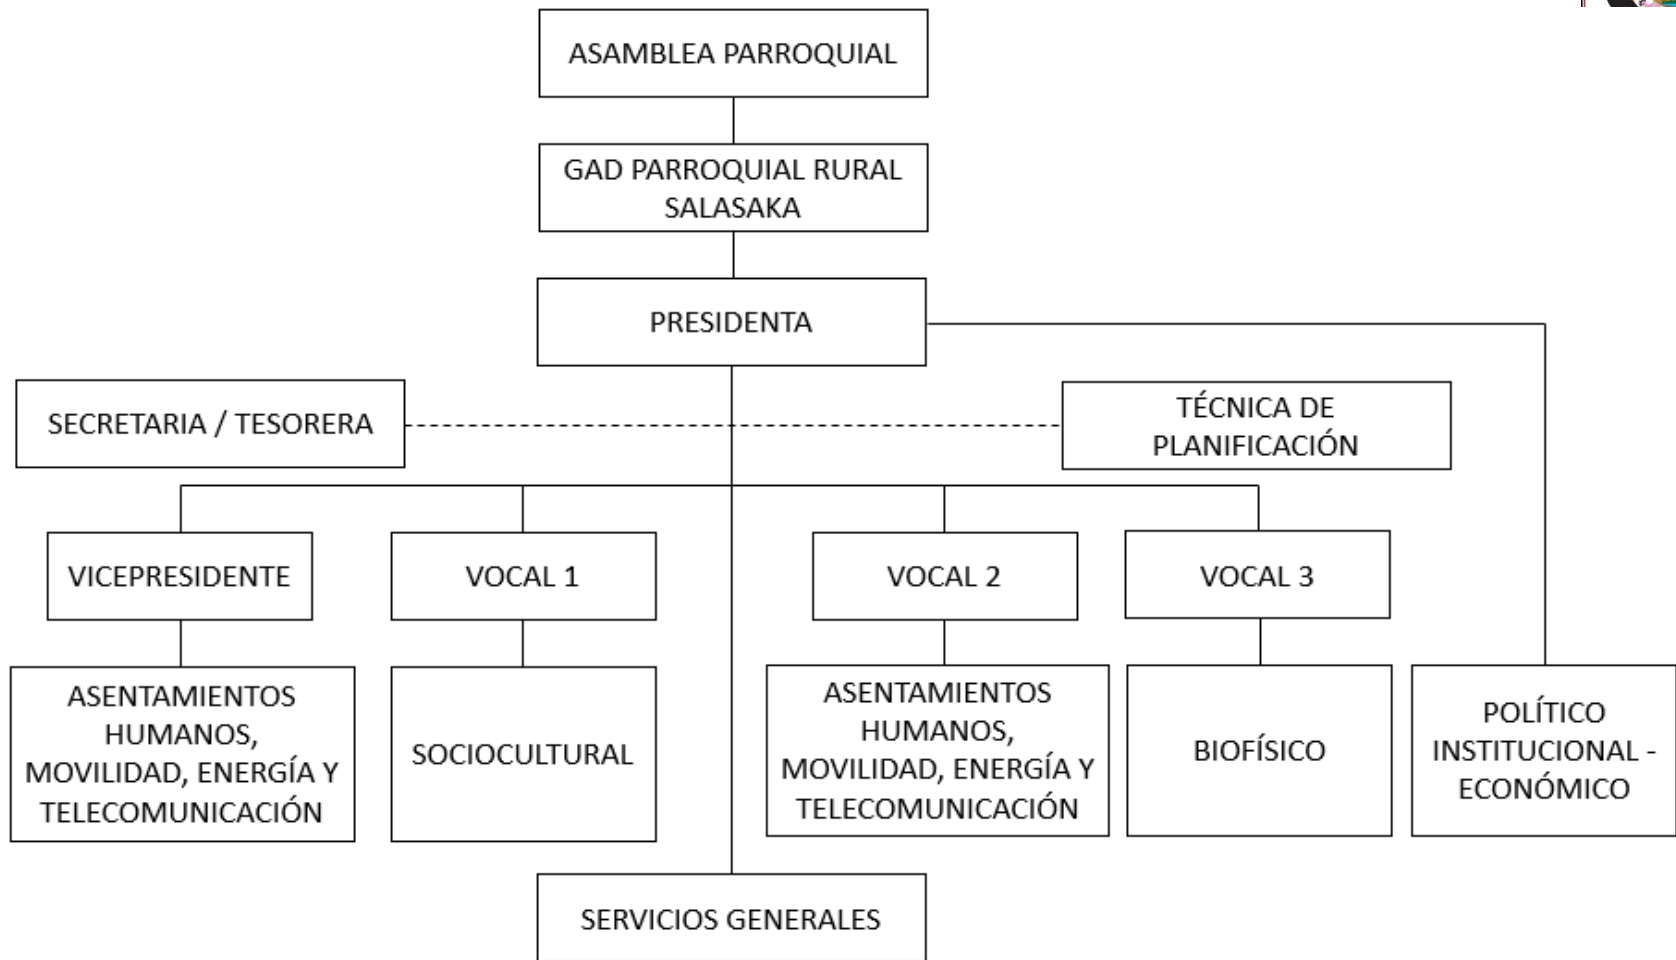 ASAMBLEA PARROQUIAL
GAD PARROQUIAL RURAL
SALASAKA
PRESIDENTA
SECRETARIA / TESORERA
TÉCNICA DE
PLANIFICACIÓN
VICEPRESIDENTE
VOCAL 1
VOCAL 2
VOCAL 3
ASENTAMIENTOS
HUMANOS,
MOVILIDAD, ENERGÍA Y
TELECOMUNICACIÓN
SOCIOCULTURAL
ASENTAMIENTOS
HUMANOS,
MOVILIDAD, ENERGÍA Y
TELECOMUNICACIÓN
BIOFÍSICO
POLÍTICO
INSTITUCIONAL -
ECONÓMICO
SERVICIOS GENERALES